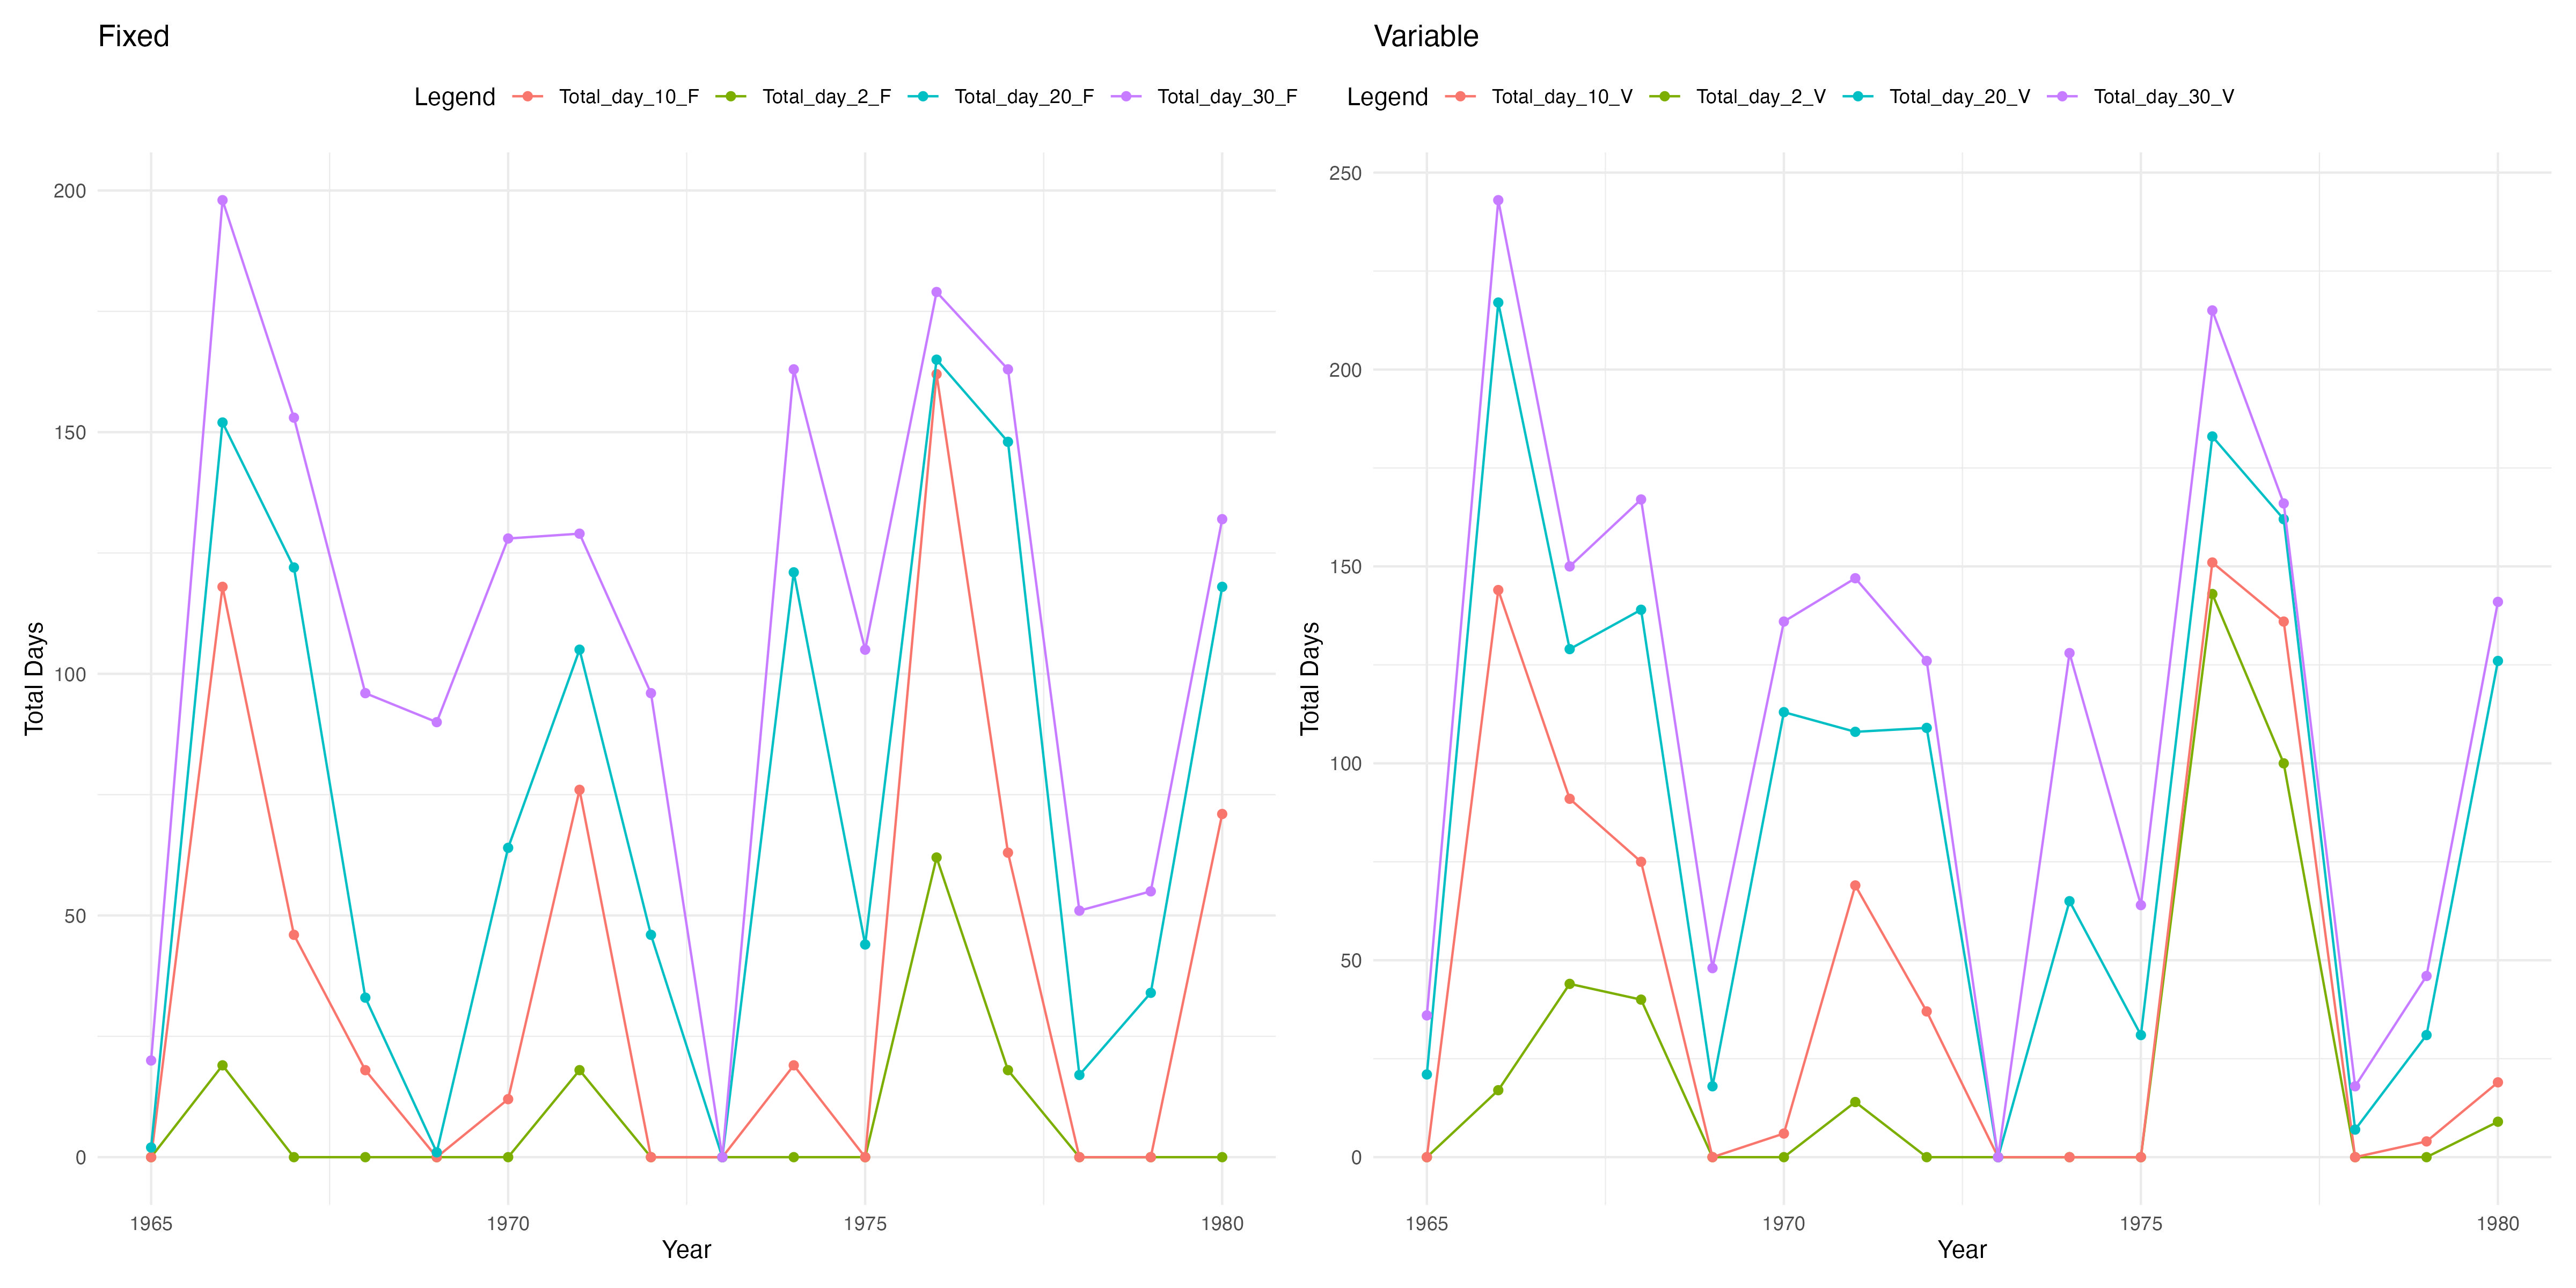 Fixed
Legend Total_day_10_F Total_day_2_F Total_day_20_F Total_day_30_F
200
150
100
50
0
Total Days
1965 1970 1975 1980
Year
Variable
Legend Total_day_10_V Total_day_2_V Total_day_20_V Total_day_30_V
250
200
150
100
50
0
Total Days
1965 1970 1975 1980
Year